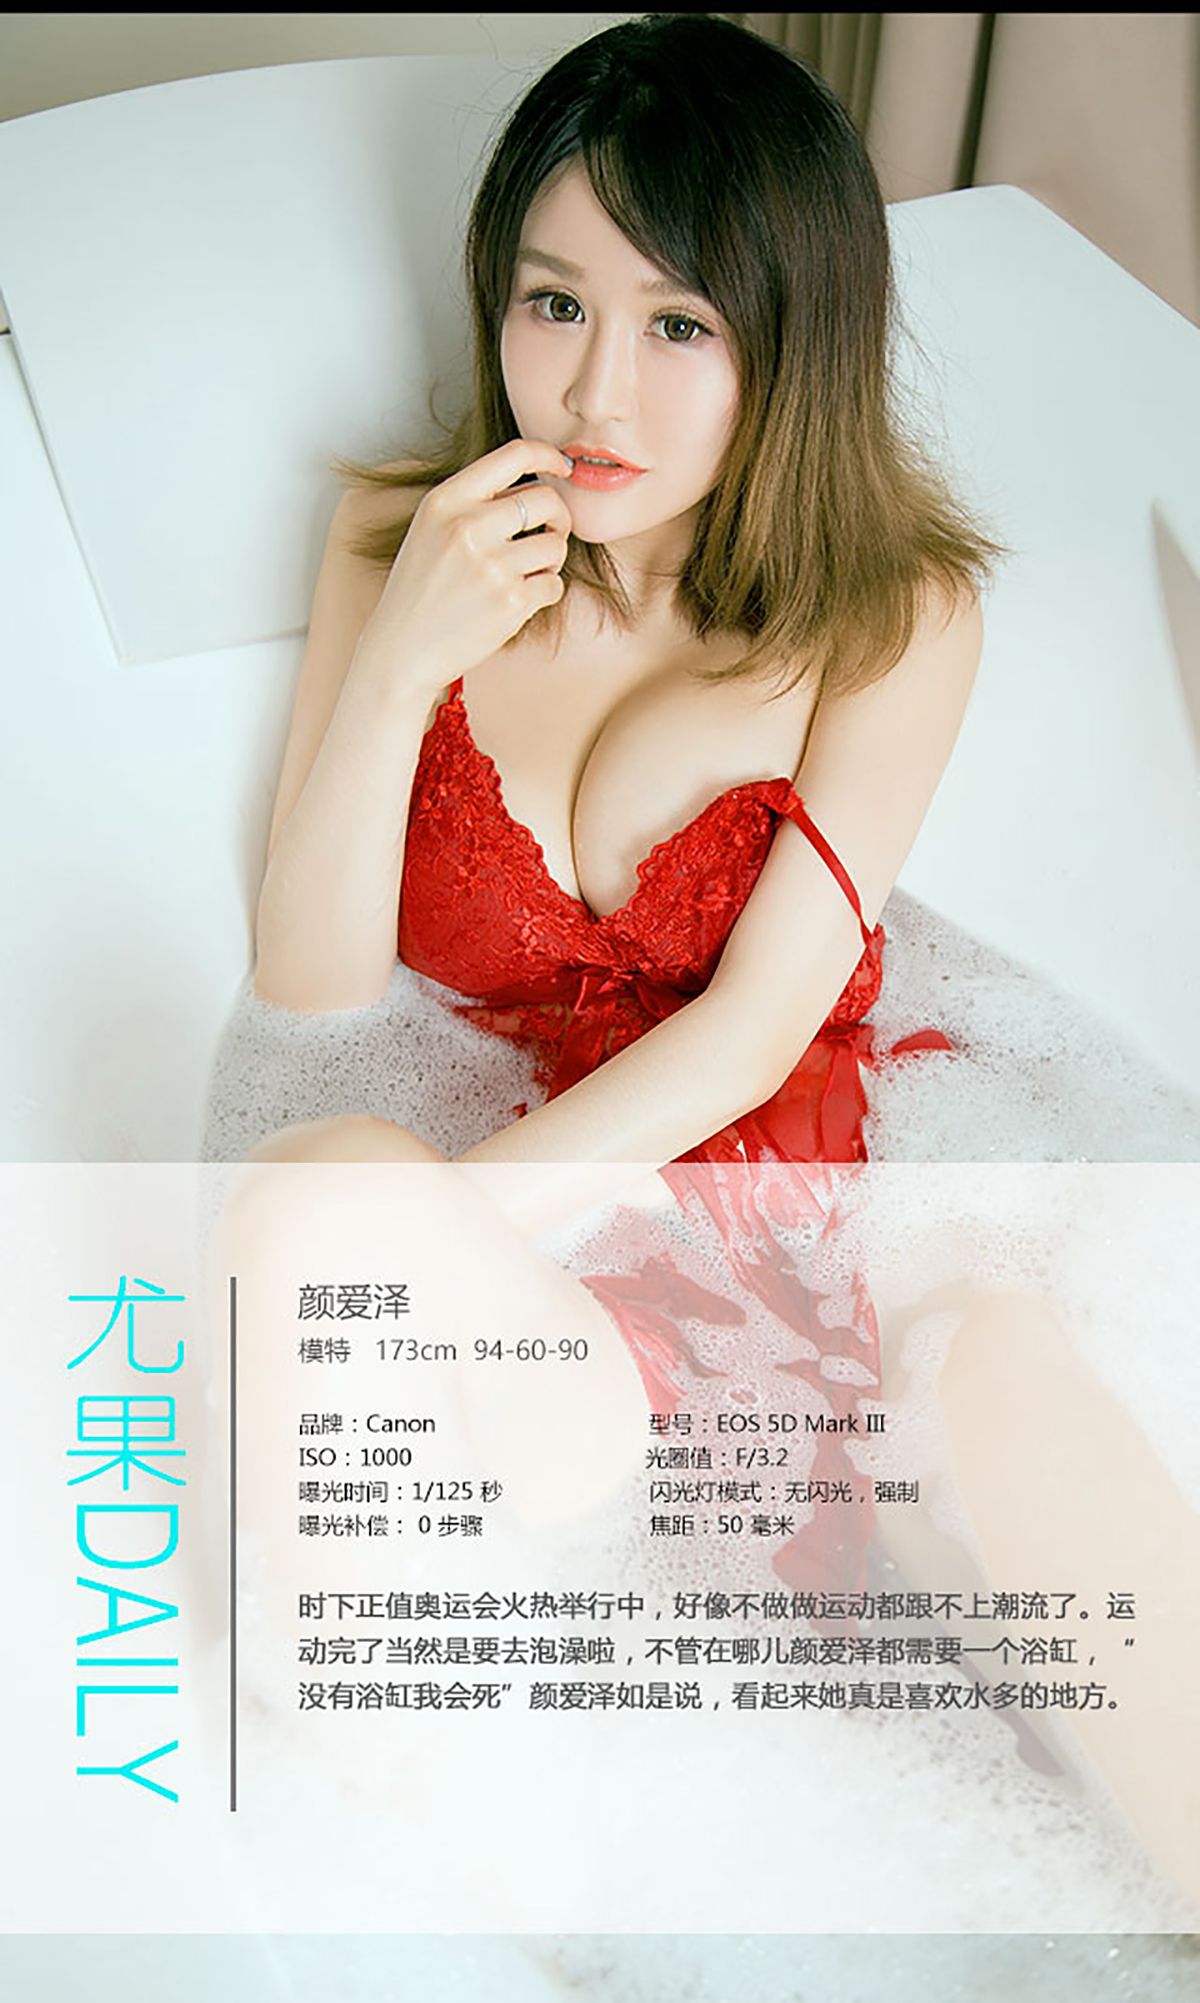 尤果DAILY
颜爱泽
模特 173cm 94-60-90
品牌：Canon 型号：EOS 5D Mark III
ISO：1000 光圈值：F/3.2
曝光时间：1/125 秒 闪光灯模式：无闪光，强制
曝光补偿： 0 步骤 焦距：50 毫米
时下正值奥运会火热举行中，好像不做做运动都跟不上潮流了。运
动完了当然是要去泡澡啦，不管在哪儿颜爱泽都需要一个浴缸，“
没有浴缸我会死”颜爱泽如是说，看起来她真是喜欢水多的地方。